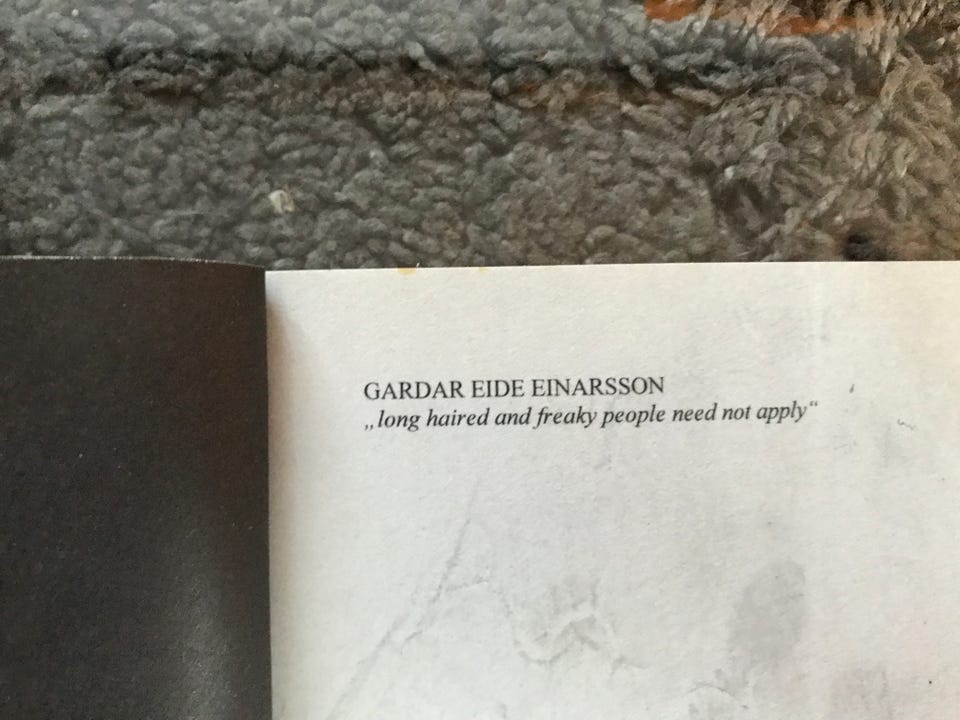 GARDAR EIDE EINARSSON
„long haired and freaky people need not apply“